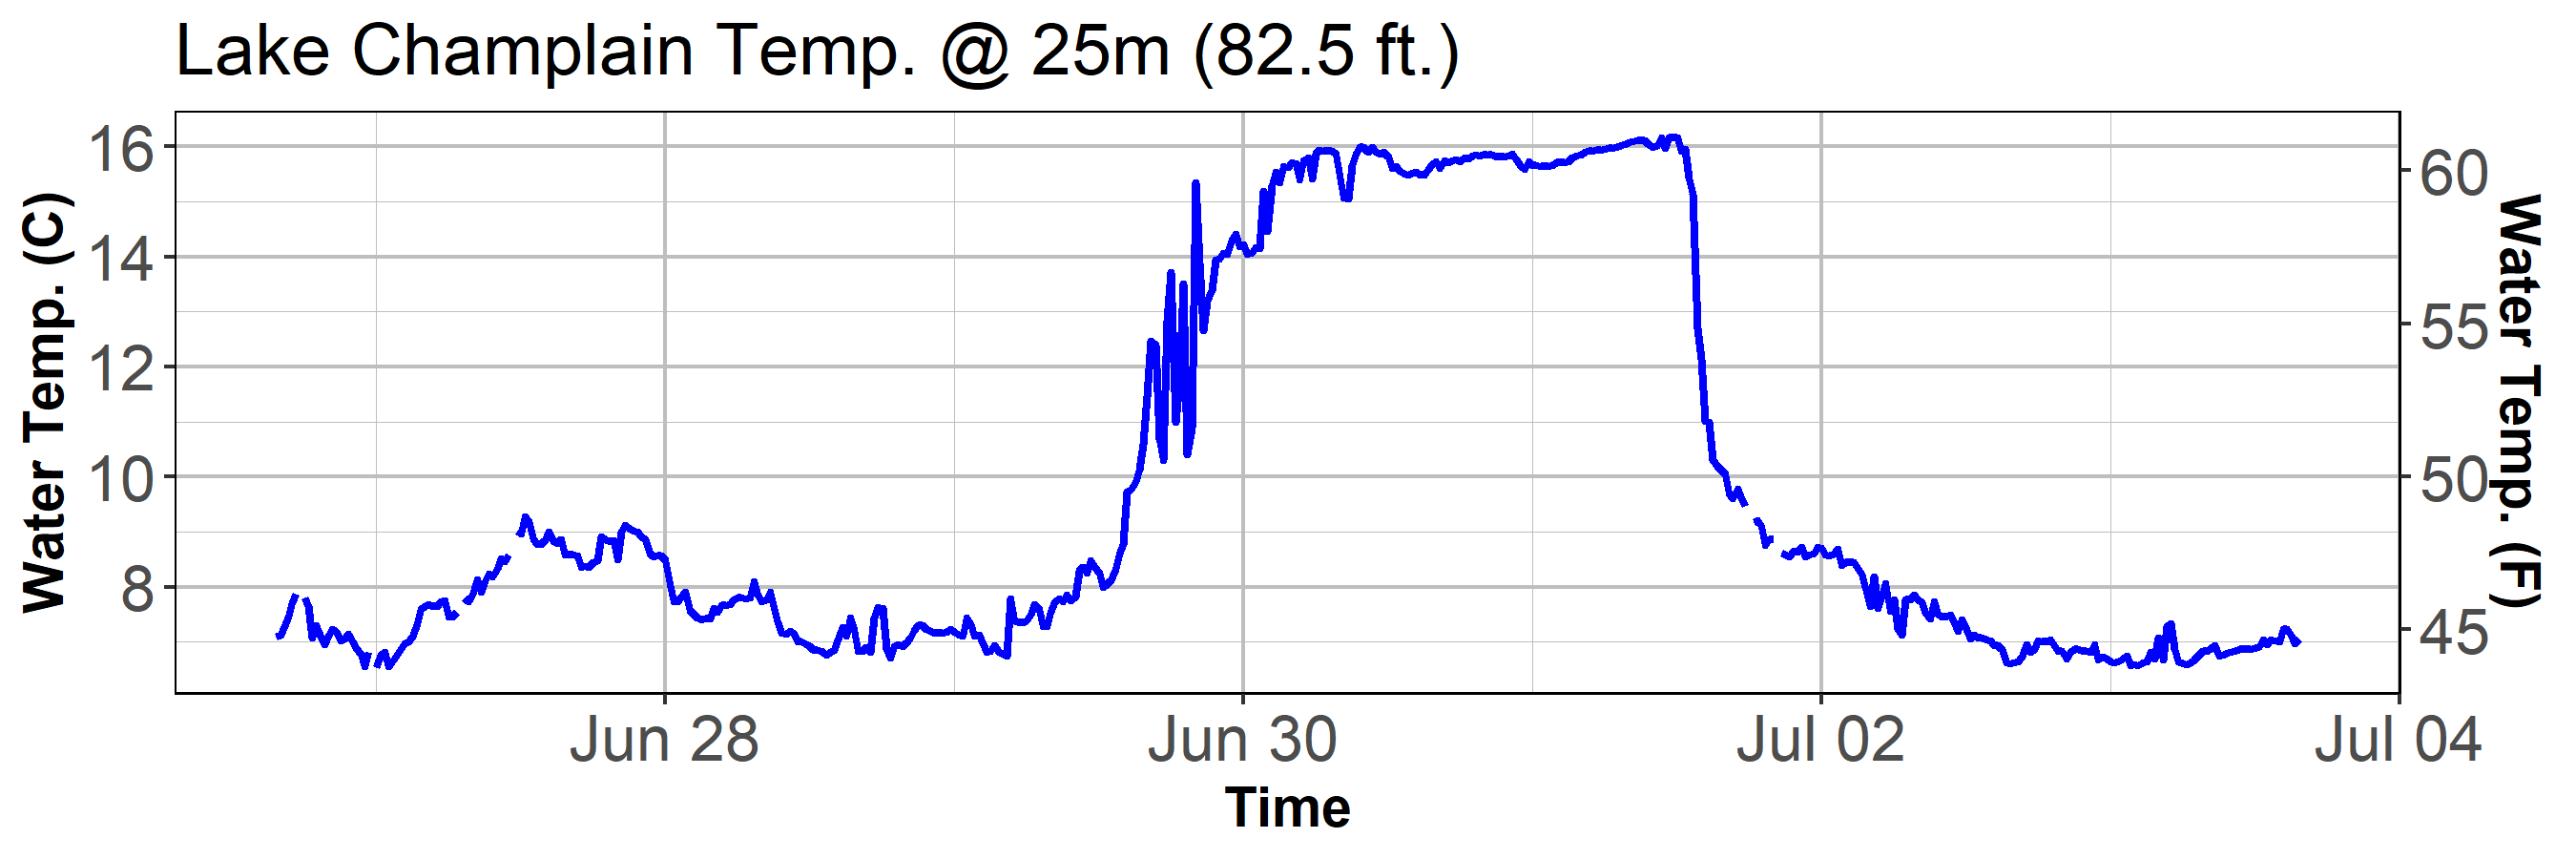 Lake Champlain Temp. @ 25m (82.5 ft.)
16
14
12
10
8
Water Temp. (C)
60
55
50
45
Water Temp. (F)
Jun 28
Jun 30
Jul 02
Jul 04
Time